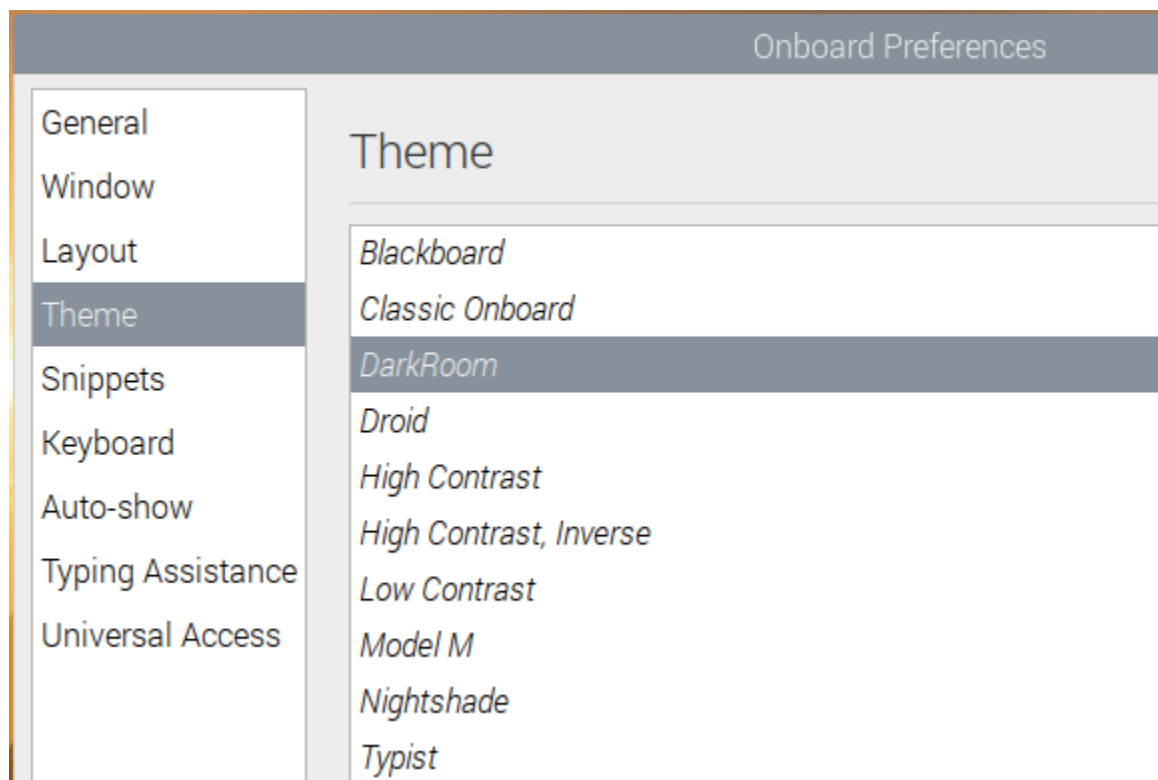 Onboard Preferences
General
Window
Layout
Theme
Snippets
Keyboard
Auto-show
Typing Assistance
Universal Access
Theme
Blackboard
Classic Onboard
DarkRoom
Droid
High Contrast
High Contrast, Inverse
Low Contrast
Model M
Nightshade
Typist